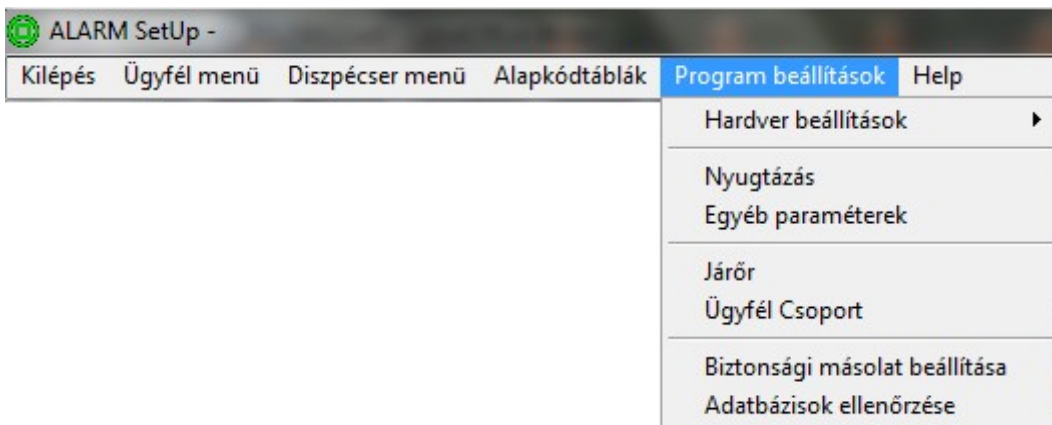 ALARM SetUp -
Kilépés Ügyfél menü Diszpécser menü Alapkódtáblák Program beállítások Help
Hardver beállítások
Nyugtázás
Egyéb paraméterek
Járőr
Ügyfél Csoport
Biztonsági másolat beállítása
Adatbázisok ellenőrzése